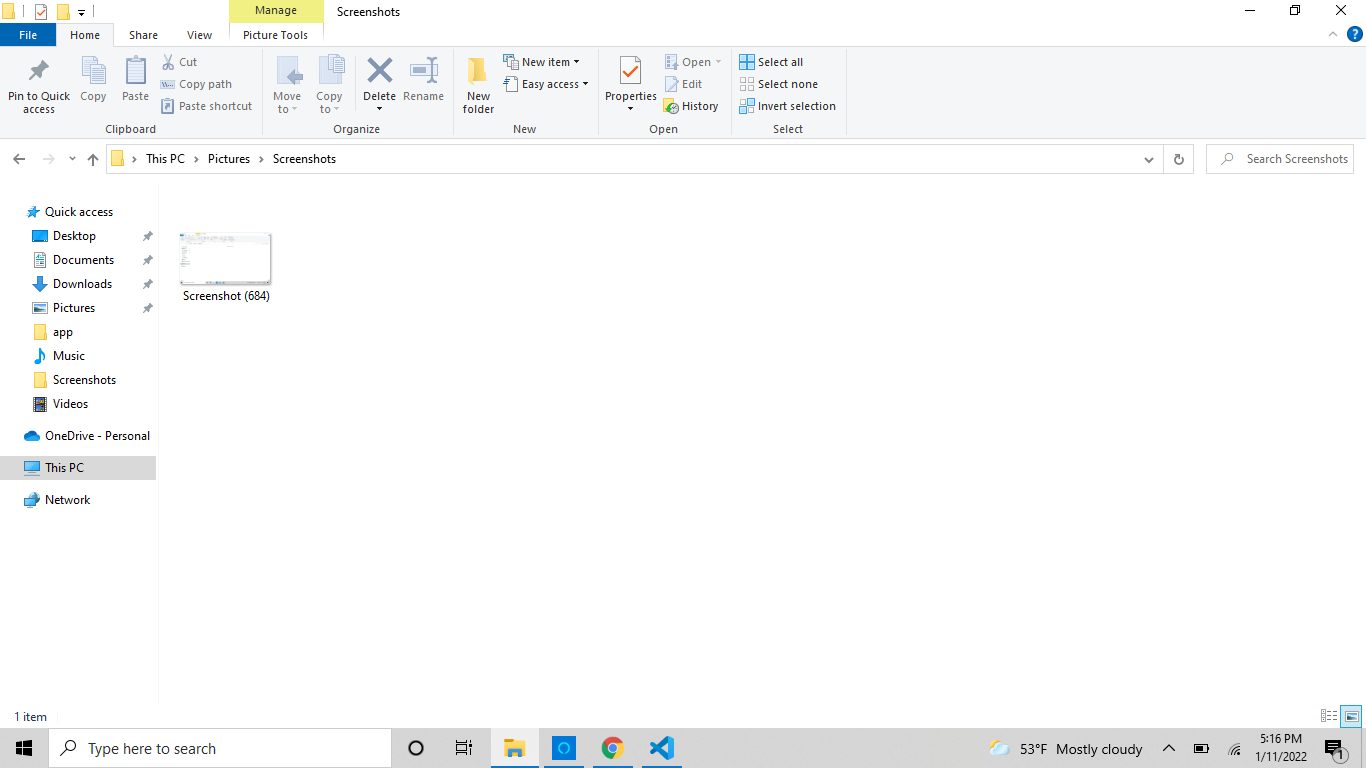 Manage
Screenshots
File
Home
Share
View
Picture Tools
Pin to Quick access
Copy
Paste
Cut
Copy path
Paste shortcut
Clipboard
Move to
Copy to
Delete
Rename
Organize
New folder
New item
Easy access
New
Properties
Open
Edit
History
Open
Select all
Select none
Invert selection
Select
This PC > Pictures > Screenshots
Search Screenshots
Quick access
Desktop
Documents
Downloads
Pictures
app
Music
Screenshots
Videos
OneDrive - Personal
This PC
Network
Screenshot (684)
1 item
Type here to search
53°F Mostly cloudy
5:16 PM
1/11/2022
1